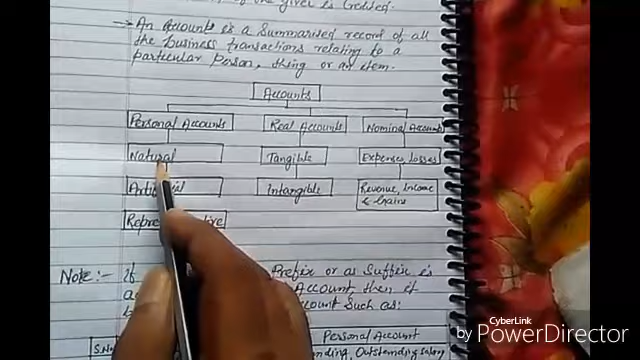 of the giver is Credited.
→ An Account is a Summarised record of all
the business transactions relating to a
particular Person, thing or an item.
Accounts
Personal Accounts Real Accounts Nominal Accounts
Natural Tangible Expenses, Losses
Intangible Revenue, Income
& Gains
Note:- If Prefix or as Suffix is
Account, then it
Account Such as:
Personal Account
S.No Outstanding Salary
CyberLink
by PowerDirector